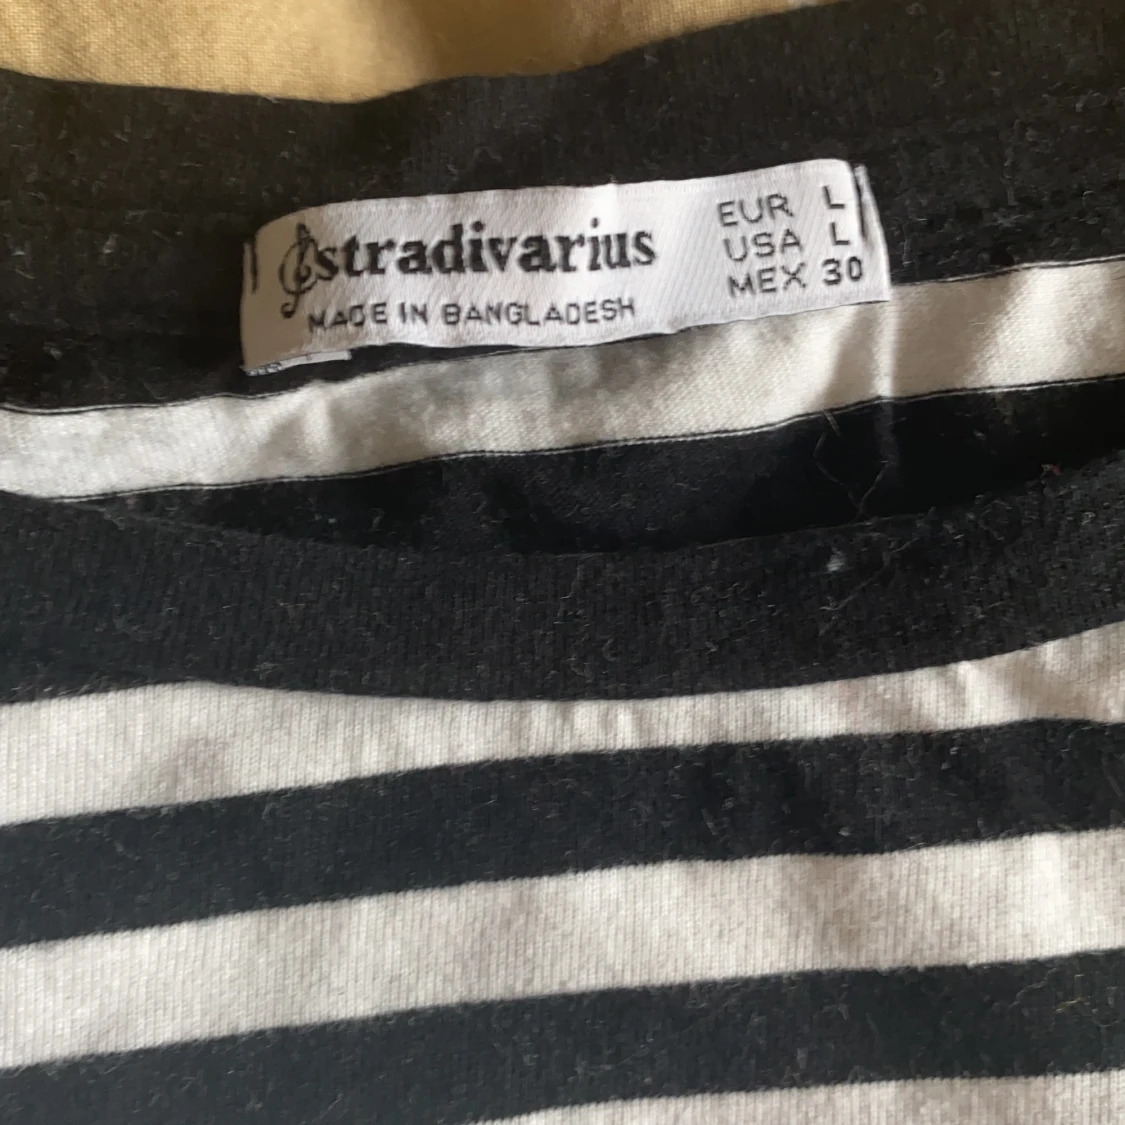 stradivarius
MADE IN BANGLADESH
EUR L
USA L
MEX 30